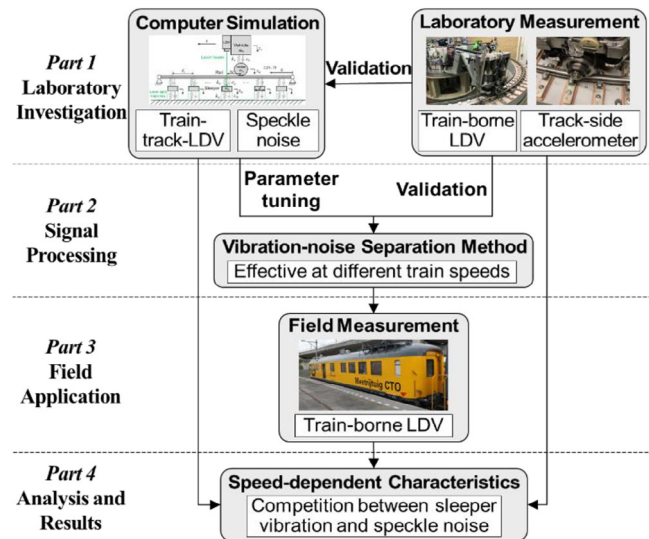 Part 1
Laboratory
Investigation
Computer Simulation
Train-
track-LDV
Speckle
noise
Validation
Laboratory Measurement
Train-borne
LDV
Track-side
accelerometer
Part 2
Signal
Processing
Parameter
tuning
Validation
Vibration-noise Separation Method
Effective at different train speeds
Part 3
Field
Application
Field Measurement
Meetrijtuig CTO
Train-borne LDV
Part 4
Analysis and
Results
Speed-dependent Characteristics
Competition between sleeper
vibration and speckle noise